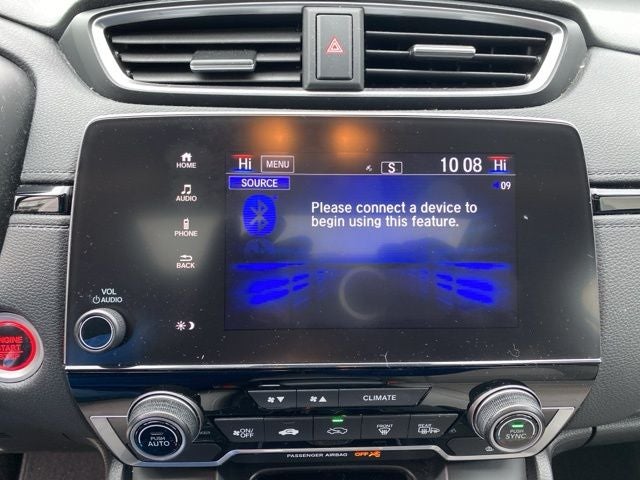 Hi MENU S 10 08 Hi
SOURCE 09
Please connect a device to
begin using this feature.
HOME
AUDIO
PHONE
BACK
VOL
AUDIO
ENGINE
START
CLIMATE
ON/
OFF
FRONT
REAR
PUSH
AUTO
PUSH
SYNC
PASSENGER AIRBAG OFF